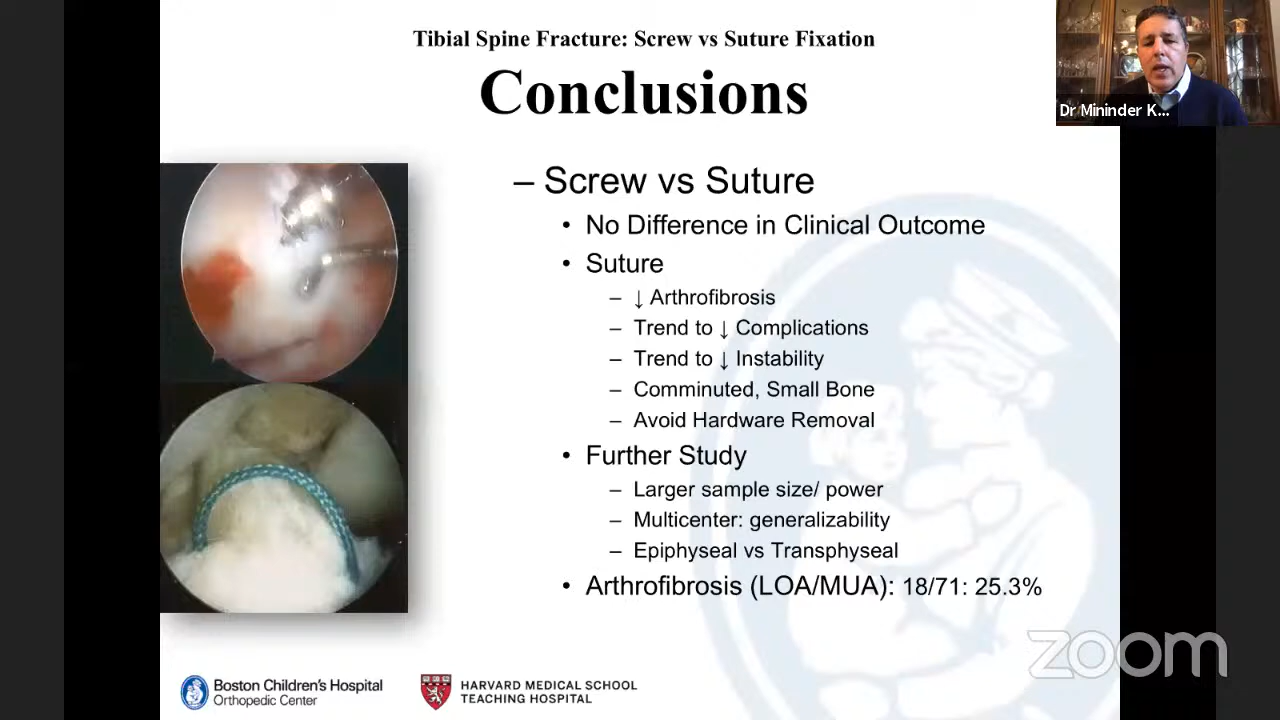 Tibial Spine Fracture: Screw vs Suture Fixation
Conclusions
Dr Mininder K...
– Screw vs Suture
• No Difference in Clinical Outcome
• Suture
– ↓ Arthrofibrosis
– Trend to ↓ Complications
– Trend to ↓ Instability
– Comminuted, Small Bone
– Avoid Hardware Removal
• Further Study
– Larger sample size/ power
– Multicenter: generalizability
– Epiphyseal vs Transphyseal
• Arthrofibrosis (LOA/MUA): 18/71: 25.3%
zoom
Boston Children's Hospital
Orthopedic Center
HARVARD MEDICAL SCHOOL
TEACHING HOSPITAL